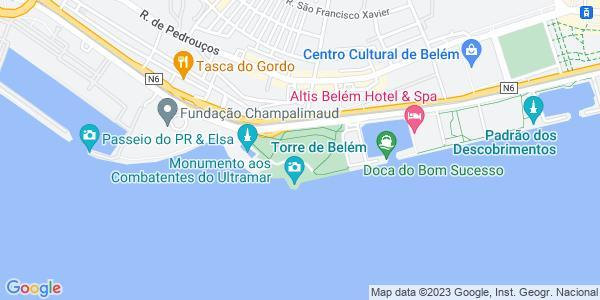 R. São Francisco Xavier
R. de Pedrouços
Centro Cultural de Belém
Tasca do Gordo
N6
Altis Belém Hotel & Spa
N6
Fundação Champalimaud
Passeio do PR & Elsa
Padrão dos
Descobrimentos
Torre de Belém
Monumento aos
Combatentes do Ultramar
Doca do Bom Sucesso
Google
Map data ©2023 Google, Inst. Geogr. Nacional